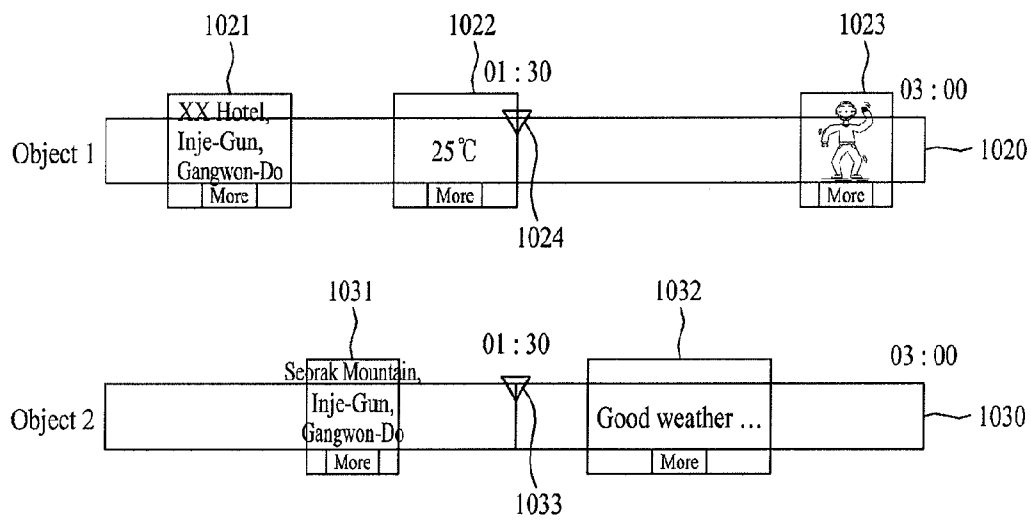 1021
1022
1023
01 : 30
03 : 00
XX Hotel,
Inje-Gun,
Gangwon-Do
More
25℃
More
More
Object 1
1020
1024
1031
1032
01 : 30
03 : 00
Seorak Mountain,
Inje-Gun,
Gangwon-Do
More
Good weather ...
More
Object 2
1030
1033